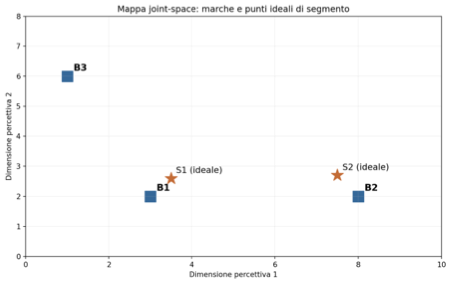 Mappa joint-space: marche e punti ideali di segmento
8
7
6
5
4
3
2
1
0
Dimensione percettiva 2
B3
S1 (ideale)
S2 (ideale)
B1
B2
0 2 4 6 8 10
Dimensione percettiva 1